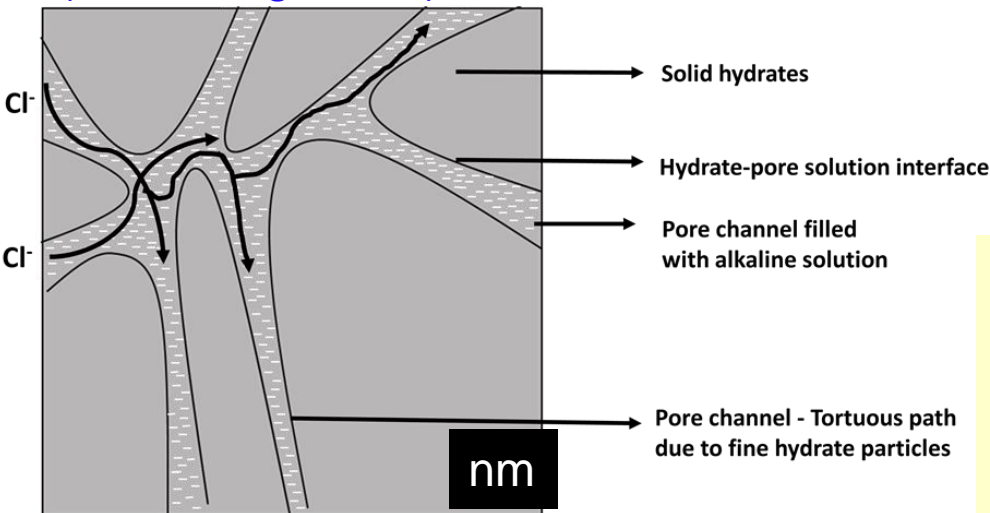 Cl-
Solid hydrates
Hydrate-pore solution interface
Pore channel filled
with alkaline solution
Cl-
Pore channel - Tortuous path
due to fine hydrate particles
nm